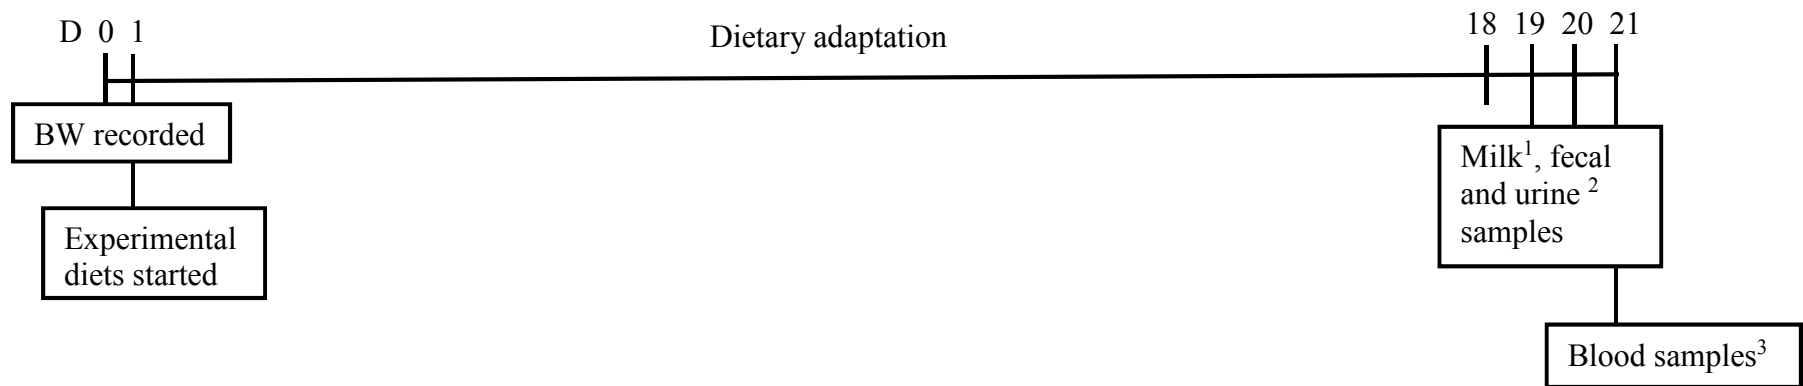 D 0 1 Dietary adaptation 18 19 20 21
BW recorded
Experimental
diets started
Milk¹, fecal
and urine ²
samples
Blood samples³